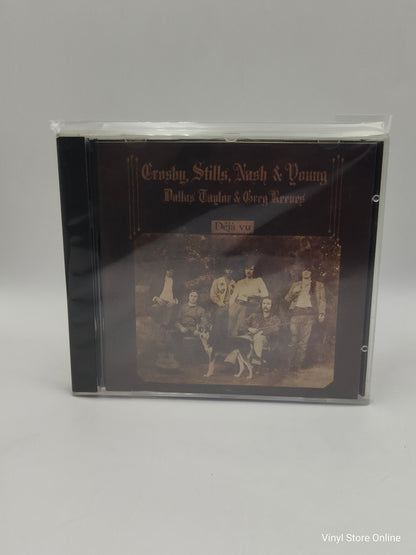 Crosby, Stills, Nash & Young
Dallas Taylor & Greg Reeves
Déjà vu
Vinyl Store Online